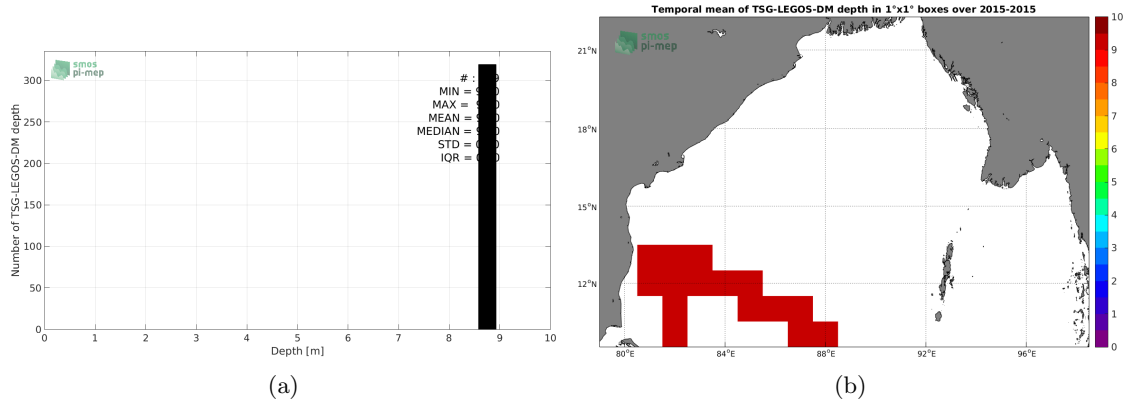 smos
pi-mep
Number of TSG-LEGOS-DM depth
300
250
200
150
100
50
0
# :
MIN =
MAX =
MEAN =
MEDIAN =
STD =
IQR =
0 1 2 3 4 5 6 7 8 9 10
Depth [m]
(a)
Temporal mean of TSG-LEGOS-DM depth in 1°x1° boxes over 2015-2015
smos
pi-mep
21°N
18°N
15°N
12°N
80°E 84°E 88°E 92°E 96°E
10
9
8
7
6
5
4
3
2
1
0
(b)